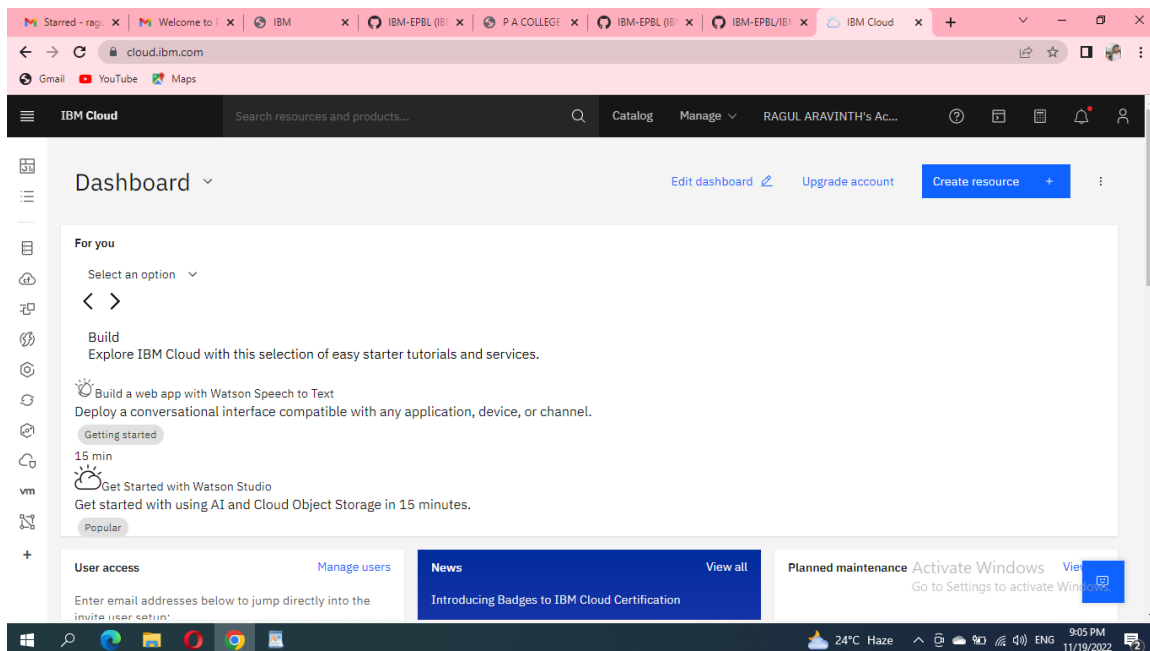 Starred - ragu
Welcome to F
IBM
IBM-EPBL (IB
P A COLLEGE
IBM-EPBL (IB
IBM-EPBL/IB
IBM Cloud
cloud.ibm.com
Gmail YouTube Maps
IBM Cloud Search resources and products... Catalog Manage RAGUL ARAVINTH's Ac...
Dashboard Edit dashboard Upgrade account Create resource +
For you
Select an option
Build
Explore IBM Cloud with this selection of easy starter tutorials and services.
Build a web app with Watson Speech to Text
Deploy a conversational interface compatible with any application, device, or channel.
Getting started
15 min
Get Started with Watson Studio
Get started with using AI and Cloud Object Storage in 15 minutes.
Popular
vm
User access Manage users News View all Planned maintenance
Activate Windows
Go to Settings to activate Windows.
Enter email addresses below to jump directly into the Introducing Badges to IBM Cloud Certification
invite user setup:
24°C Haze ENG 9:05 PM
11/19/2022